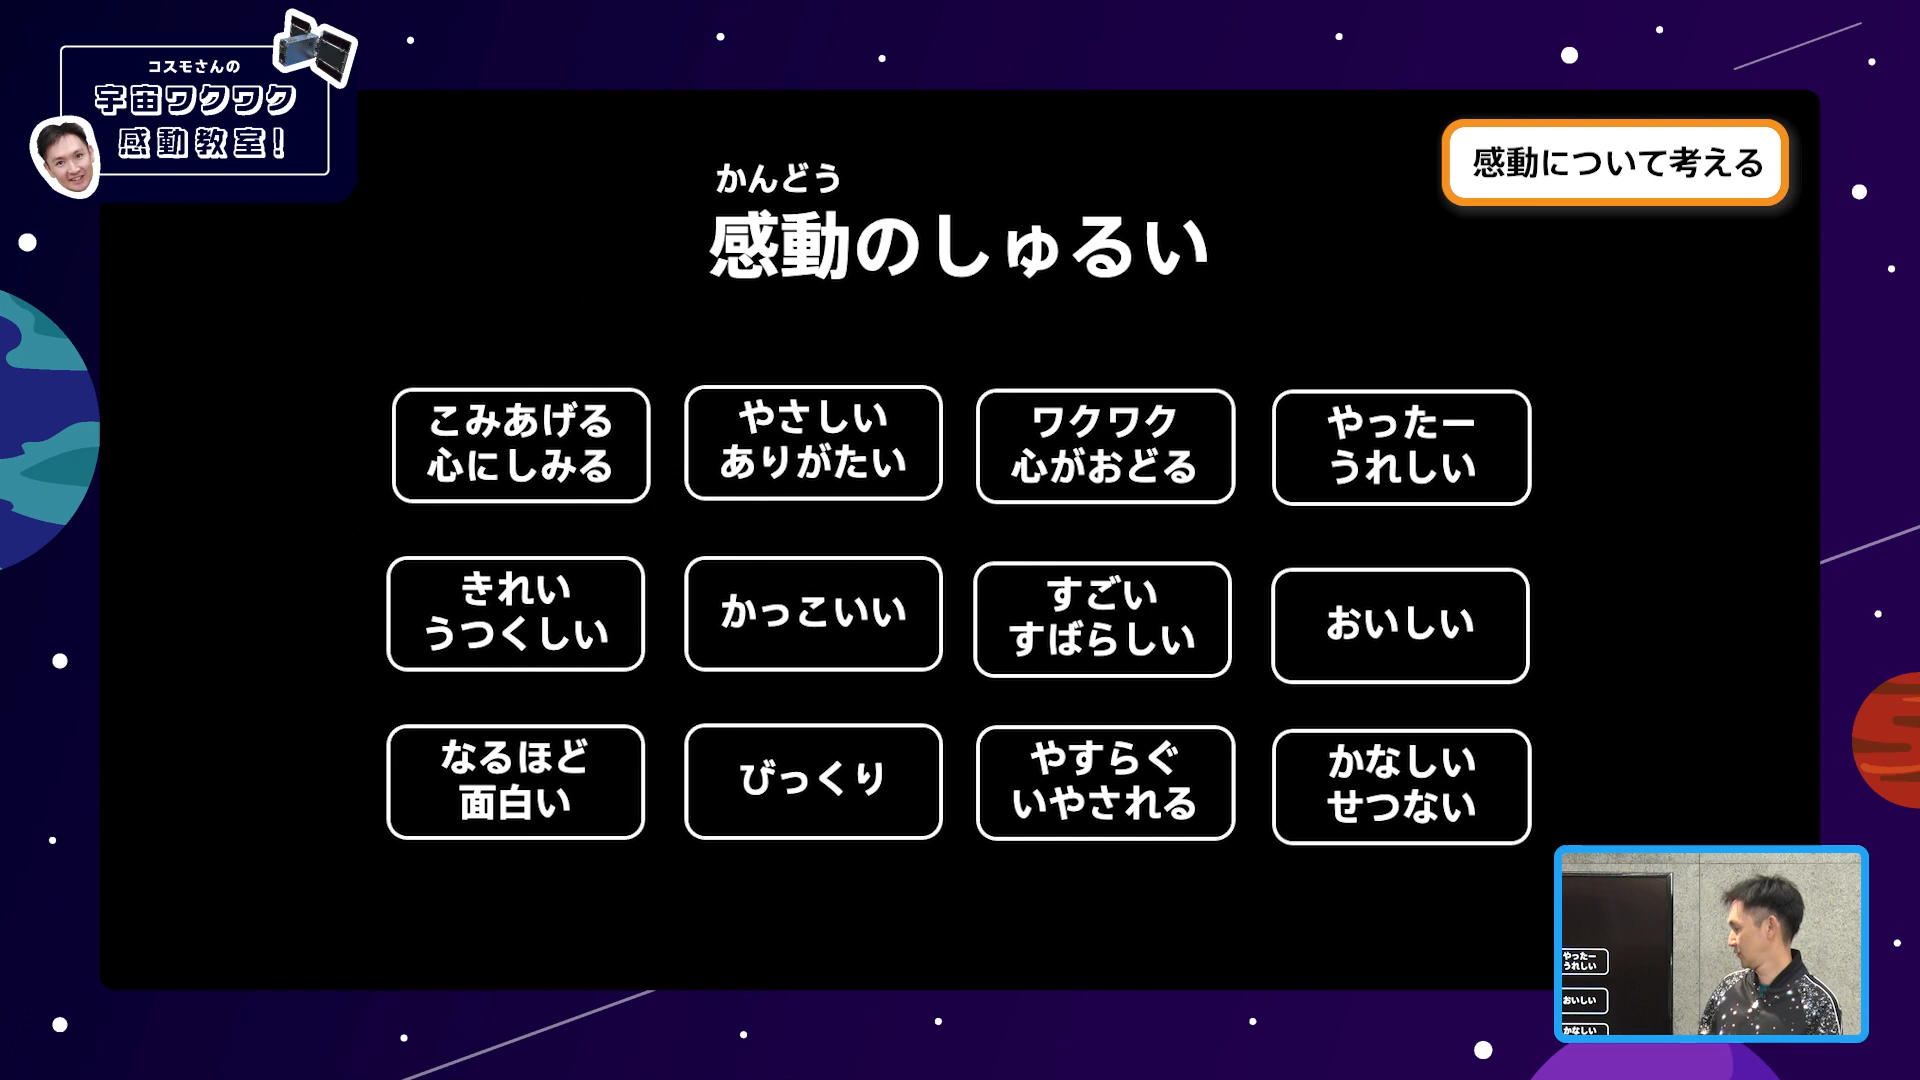 コスモさんの
宇宙ワクワク
感動教室!
感動について考える
かんどう
感動のしゅるい
こみあげる
心にしみる
やさしい
ありがたい
ワクワク
心がおどる
やったー
うれしい
きれい
うつくしい
かっこいい
すごい
すばらしい
おいしい
なるほど
面白い
びっくり
やすらぐ
いやされる
かなしい
せつない
やったー
うれしい
おいしい
かなしい